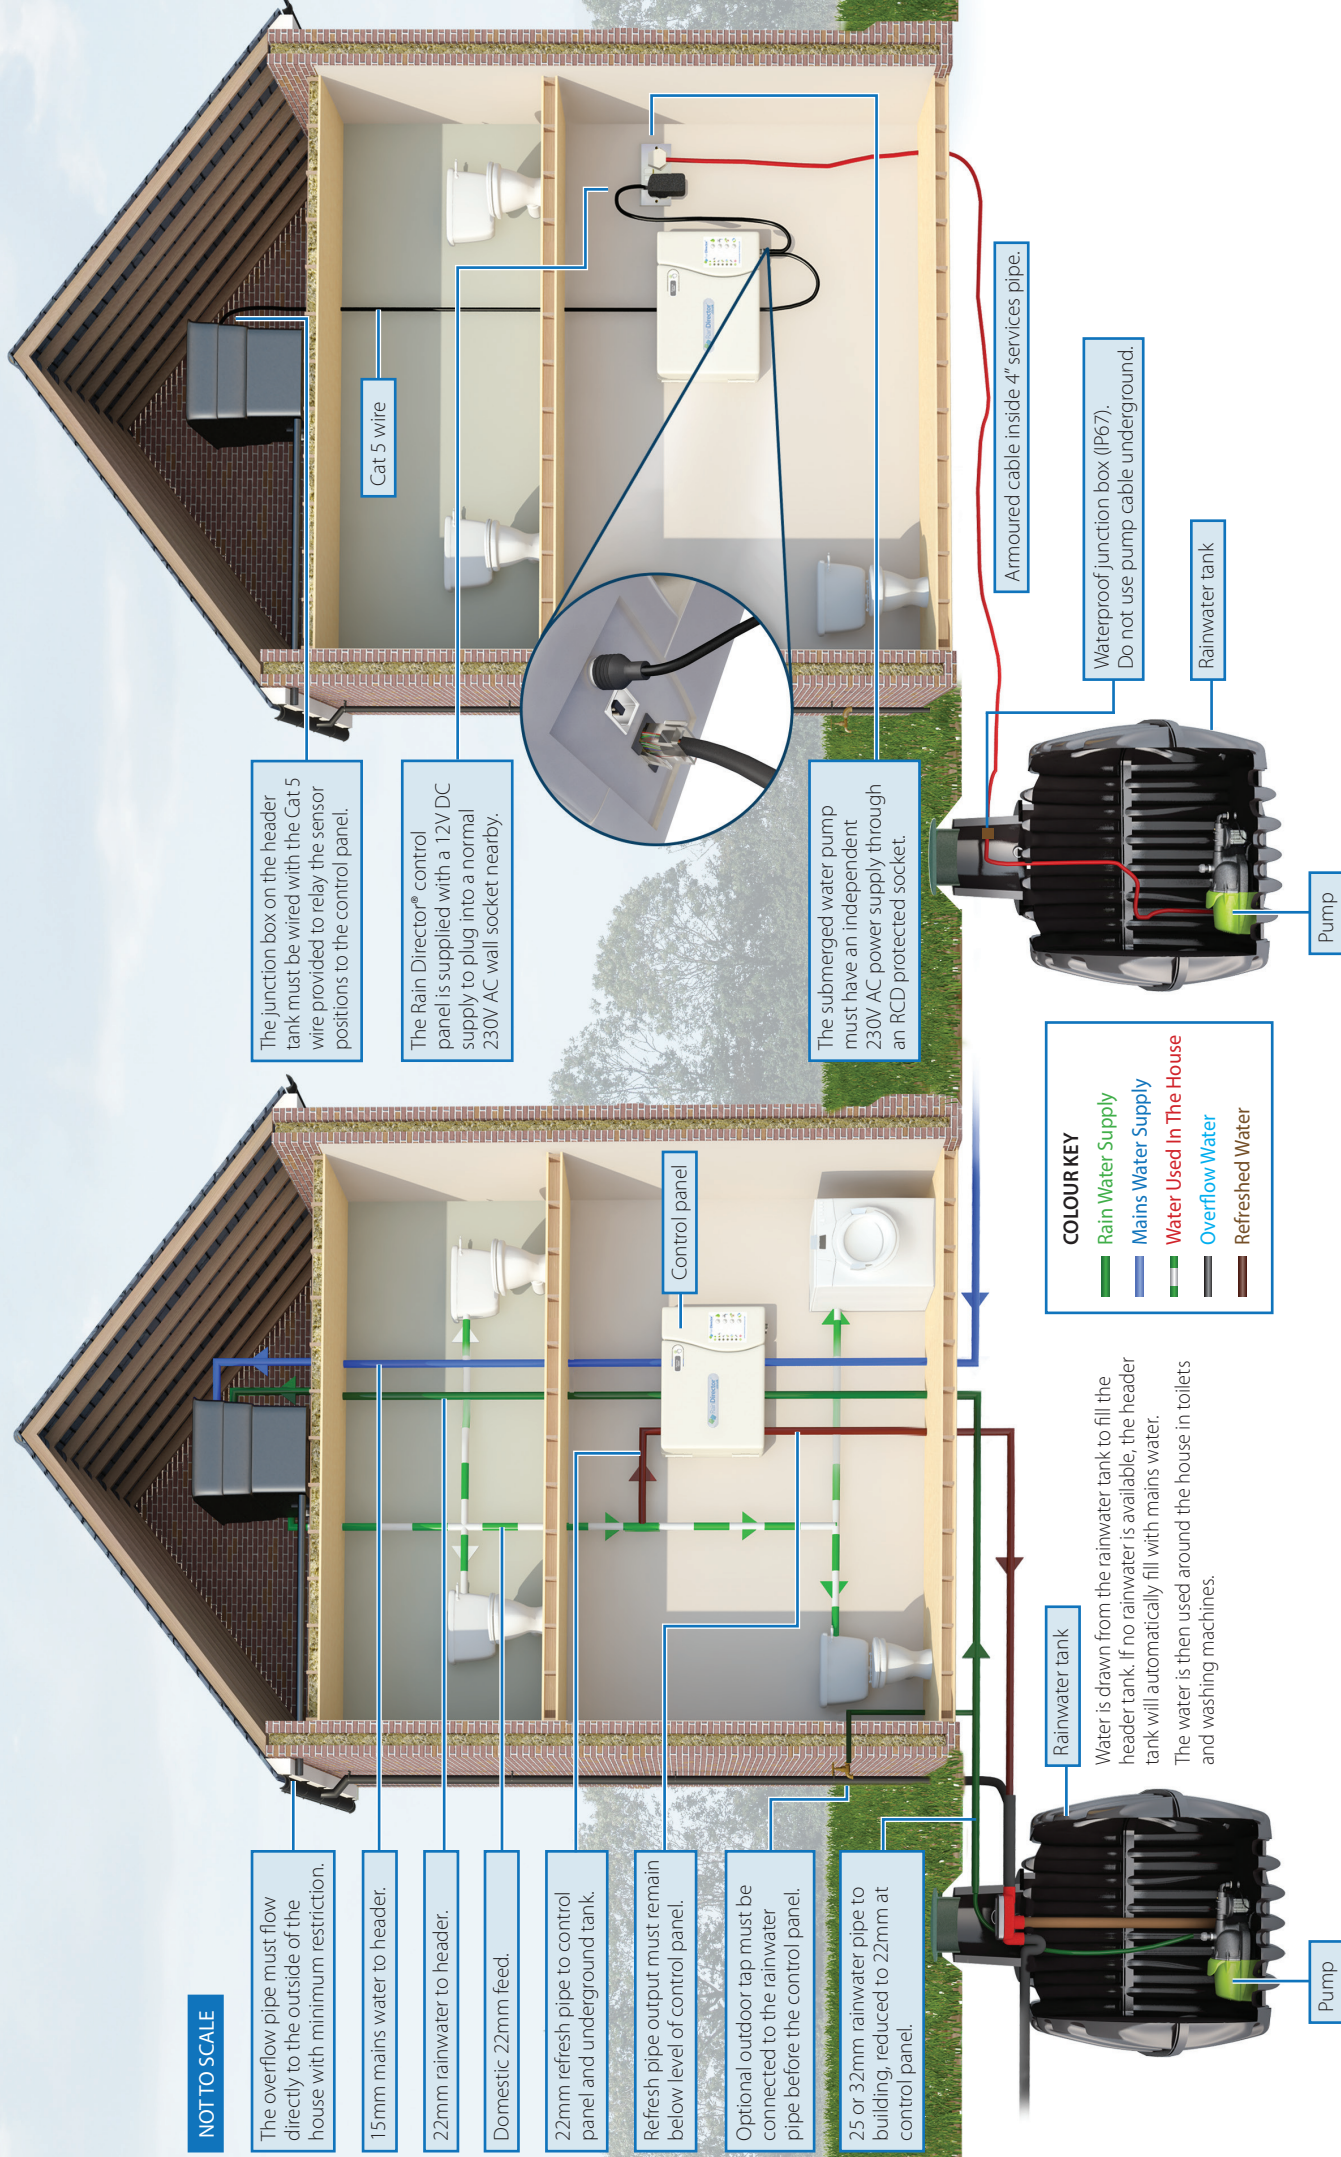 NOT TO SCALE
The overflow pipe must flow
directly to the outside of the
house with minimum restriction.
15mm mains water to header.
22mm rainwater to header.
Domestic 22mm feed.
22mm refresh pipe to control
panel and underground tank.
Refresh pipe output must remain
below level of control panel.
Optional outdoor tap must be
connected to the rainwater
pipe before the control panel.
25 or 32mm rainwater pipe to
building, reduced to 22mm at
control panel.
Pump
Control panel
Rainwater tank
Water is drawn from the rainwater tank to fill the
header tank. If no rainwater is available, the header
tank will automatically fill with mains water.
The water is then used around the house in toilets
and washing machines.
COLOUR KEY
Rain Water Supply
Mains Water Supply
Water Used In The House
Overflow Water
Refreshed Water
The junction box on the header
tank must be wired with the Cat 5
wire provided to relay the sensor
positions to the control panel.
The Rain Director® control
panel is supplied with a 12V DC
supply to plug into a normal
230V AC wall socket nearby.
The submerged water pump
must have an independent
230V AC power supply through
an RCD protected socket.
Cat 5 wire
Armoured cable inside 4" services pipe.
Waterproof junction box (IP67).
Do not use pump cable underground.
Rainwater tank
Pump